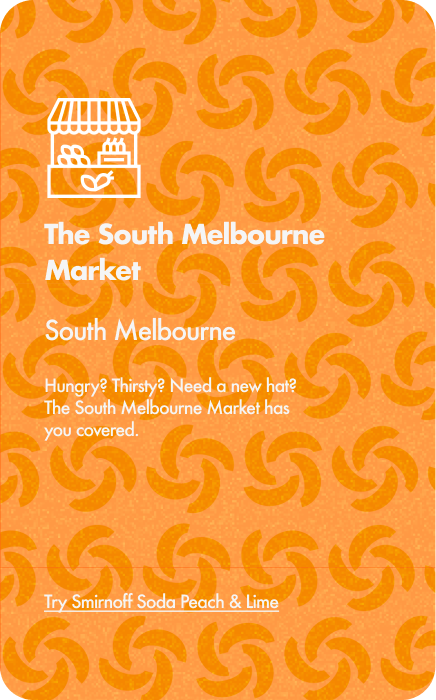 The South Melbourne
Market
South Melbourne
Hungry? Thirsty? Need a new hat?
The South Melbourne Market has
you covered.
Try Smirnoff Soda Peach & Lime